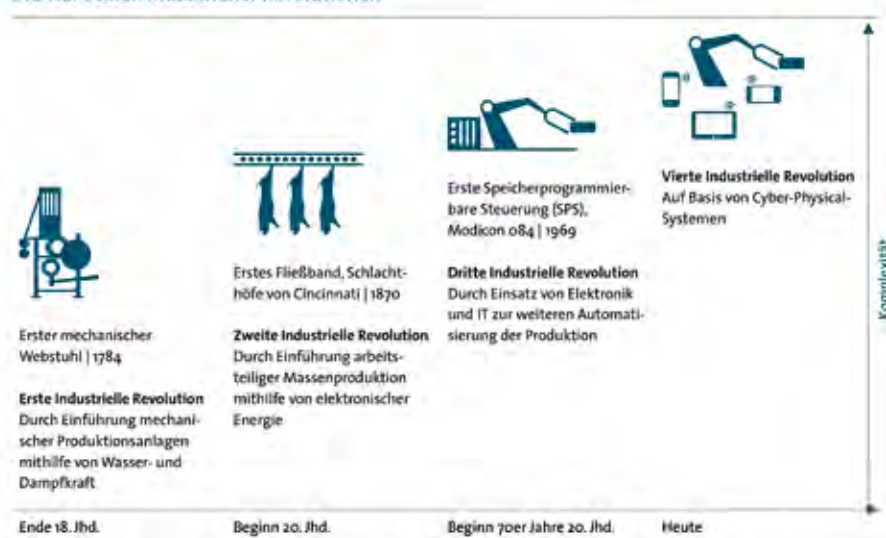 Erster mechanischer
Webstuhl | 1784
Erste Industrielle Revolution
Durch Einführung mechani-
scher Produktionsanlagen
mithilfe von Wasser- und
Dampfkraft
Ende 18. Jhd.
Erstes Fließband, Schlacht-
höfe von Cincinnati | 1870
Zweite Industrielle Revolution
Durch Einführung arbeits-
teiliger Massenproduktion
mithilfe von elektronischer
Energie
Beginn 20. Jhd.
Erste Speicherprogrammier-
bare Steuerung (SPS),
Modicon 084 | 1969
Dritte Industrielle Revolution
Durch Einsatz von Elektronik
und IT zur weiteren Automati-
sierung der Produktion
Beginn 70er Jahre 20. Jhd.
Vierte Industrielle Revolution
Auf Basis von Cyber-Physical-
Systemen
Heute
Komplexität